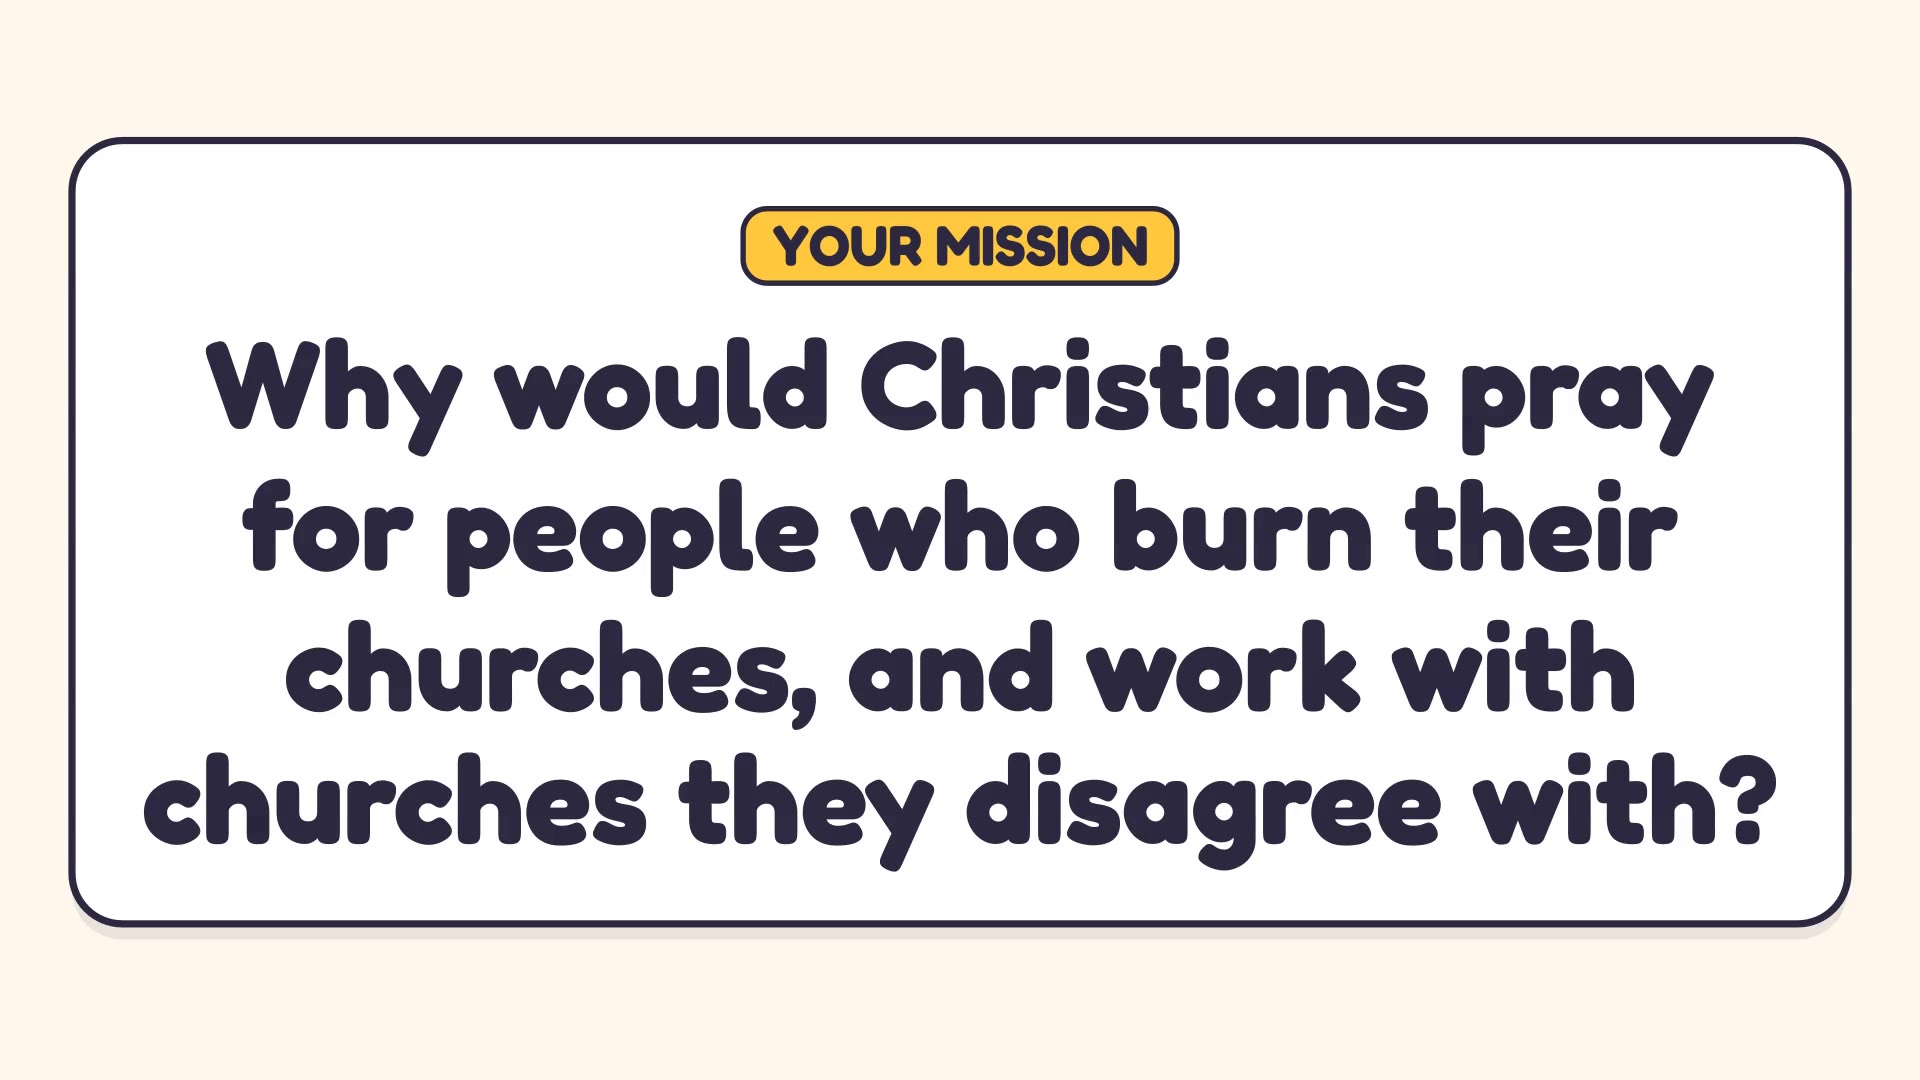 YOUR MISSION
Why would Christians pray
for people who burn their
churches, and work with
churches they disagree with?